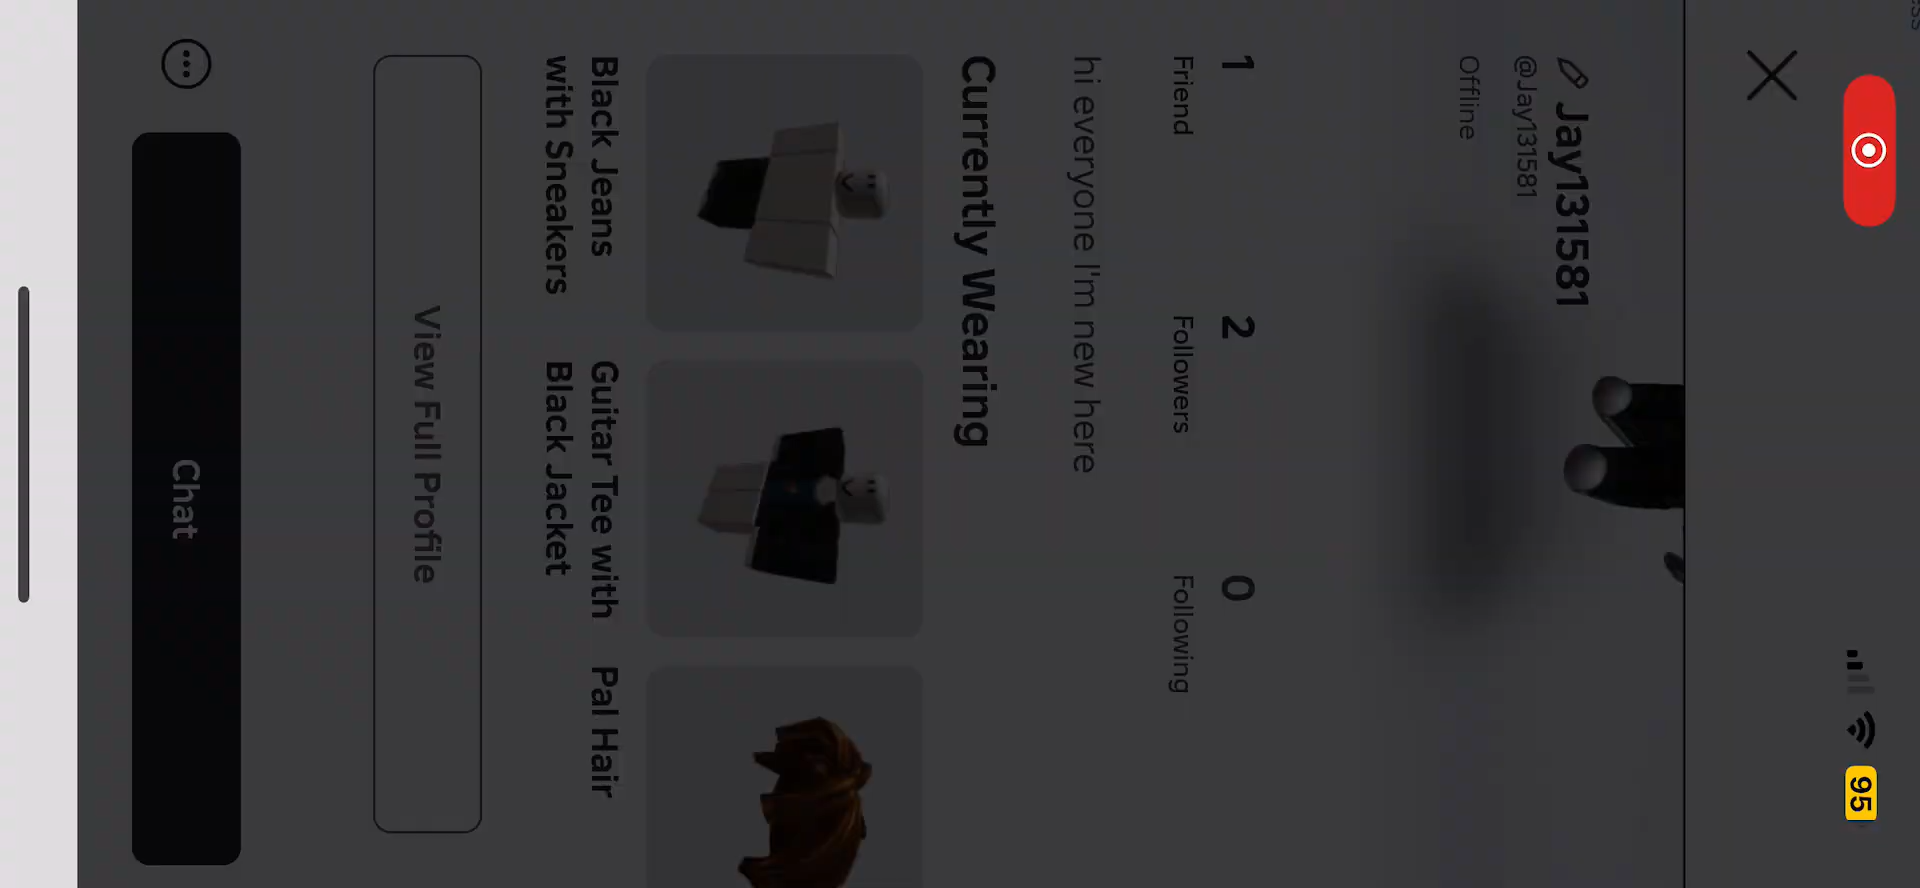 95
Jay131581
@Jay131581
Offline
1
2
0
Friend
Followers
Following
hi everyone I'm new here
Currently Wearing
Black Jeans
with Sneakers
Guitar Tee with
Black Jacket
Pal Hair
View Full Profile
Chat